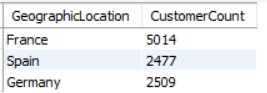 GeographicLocation CustomerCount
France 5014
Spain 2477
Germany 2509